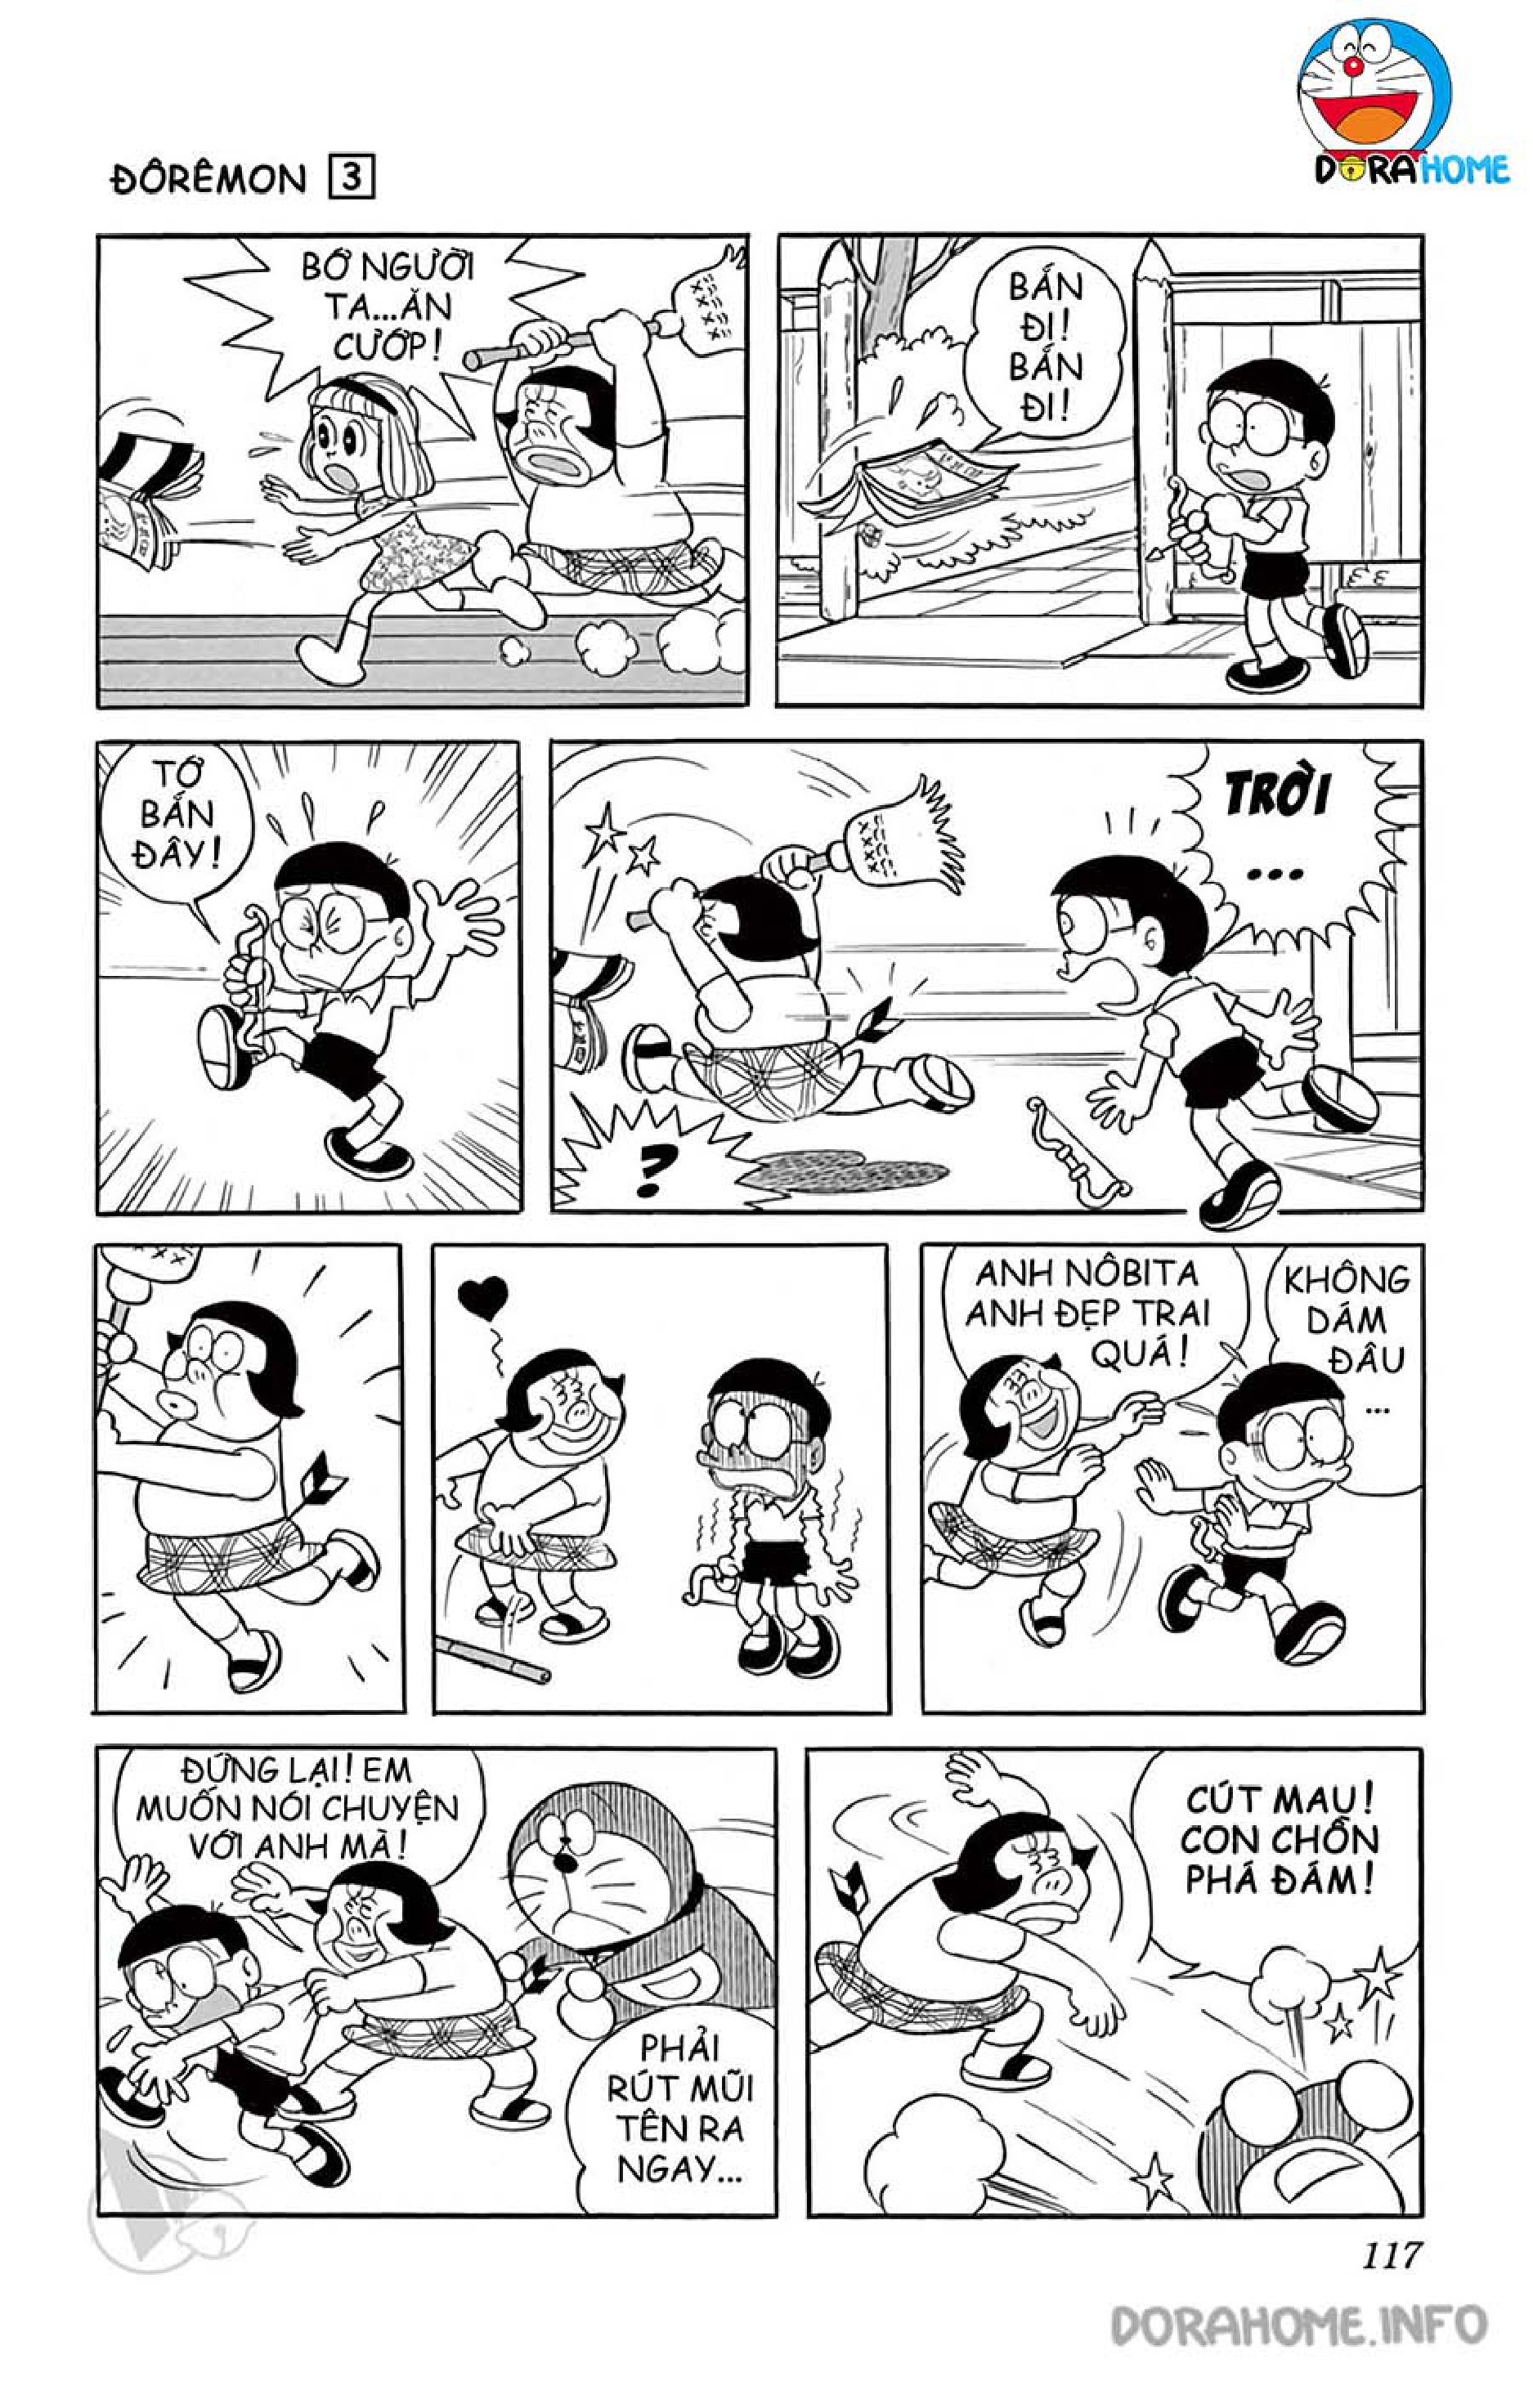 DORAHOME
ĐÔRÊMON 3
BỚ NGƯỜI
TA...ĂN
CƯỚP!
BẮN
ĐI!
BẮN
ĐI!
TỚ
BẮN
ĐÂY!
TRỜI
...
?
ANH NÔBITA
ANH ĐẸP TRAI
QUÁ!
KHÔNG
DÁM
ĐÂU
...
ĐỨNG LẠI! EM
MUỐN NÓI CHUYỆN
VỚI ANH MÀ!
PHẢI
RÚT MŨI
TÊN RA
NGAY...
CÚT MAU!
CON CHỒN
PHÁ ĐÁM!
117
DORAHOME.INFO